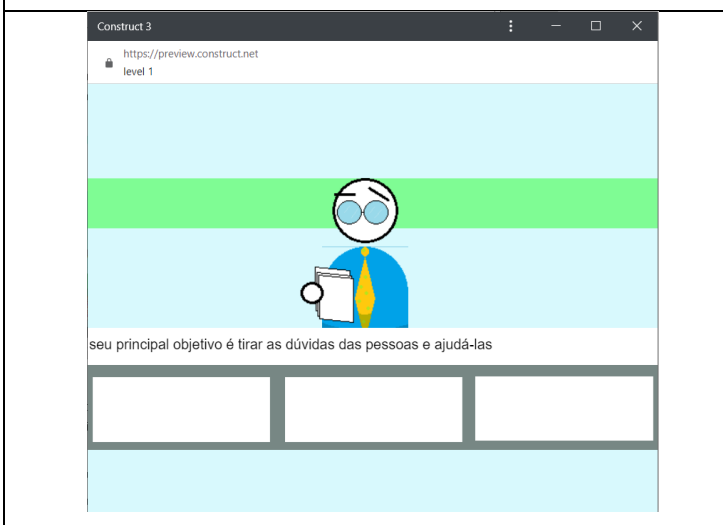 Construct 3
https://preview.construct.net
level 1
seu principal objetivo é tirar as dúvidas das pessoas e ajudá-las